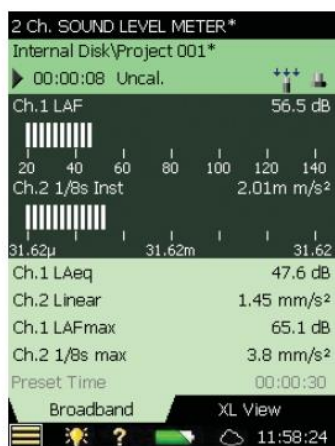 2 Ch. SOUND LEVEL METER*
Internal Disk\Project 001*
00:00:08 Uncal.
Ch.1 LAF 56.5 dB
20 40 60 80 100 120 140
Ch.2 1/8s Inst 2.01m m/s²
31.62µ 31.62m 31.62
Ch.1 LAeq 47.6 dB
Ch.2 Linear 1.45 mm/s²
Ch.1 LAFmax 65.1 dB
Ch.2 1/8s max 3.8 mm/s²
Preset Time 00:00:30
Broadband XL View
? 11:58:24